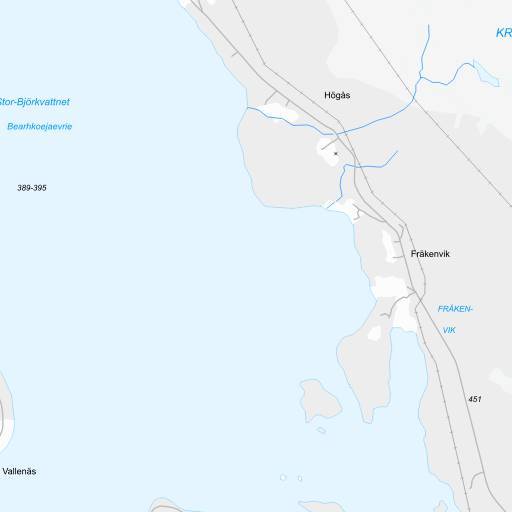 KR
Högås
Stor-Björkvattnet
Bearhkoejaevrie
389-395
Fräkenvik
FRÄKEN-
VIK
451
Vallenäs